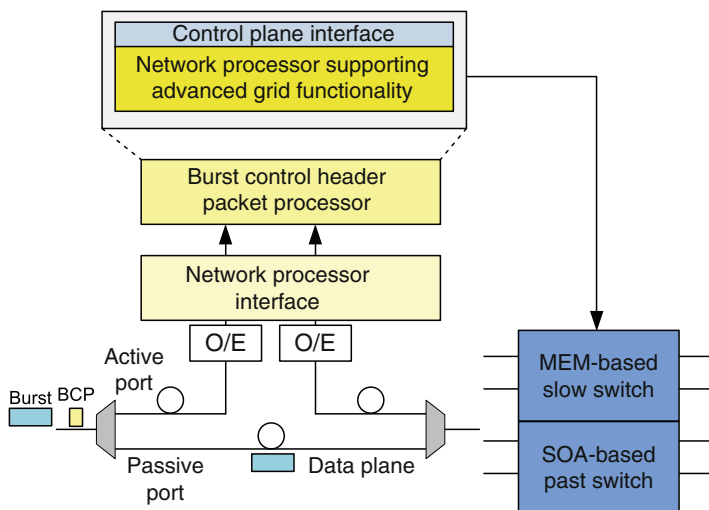 Control plane interface
Network processor supporting
advanced grid functionality
Burst control header
packet processor
Network processor
interface
O/E
O/E
Active
port
Burst
BCP
Passive
port
Data plane
MEM-based
slow switch
SOA-based
past switch